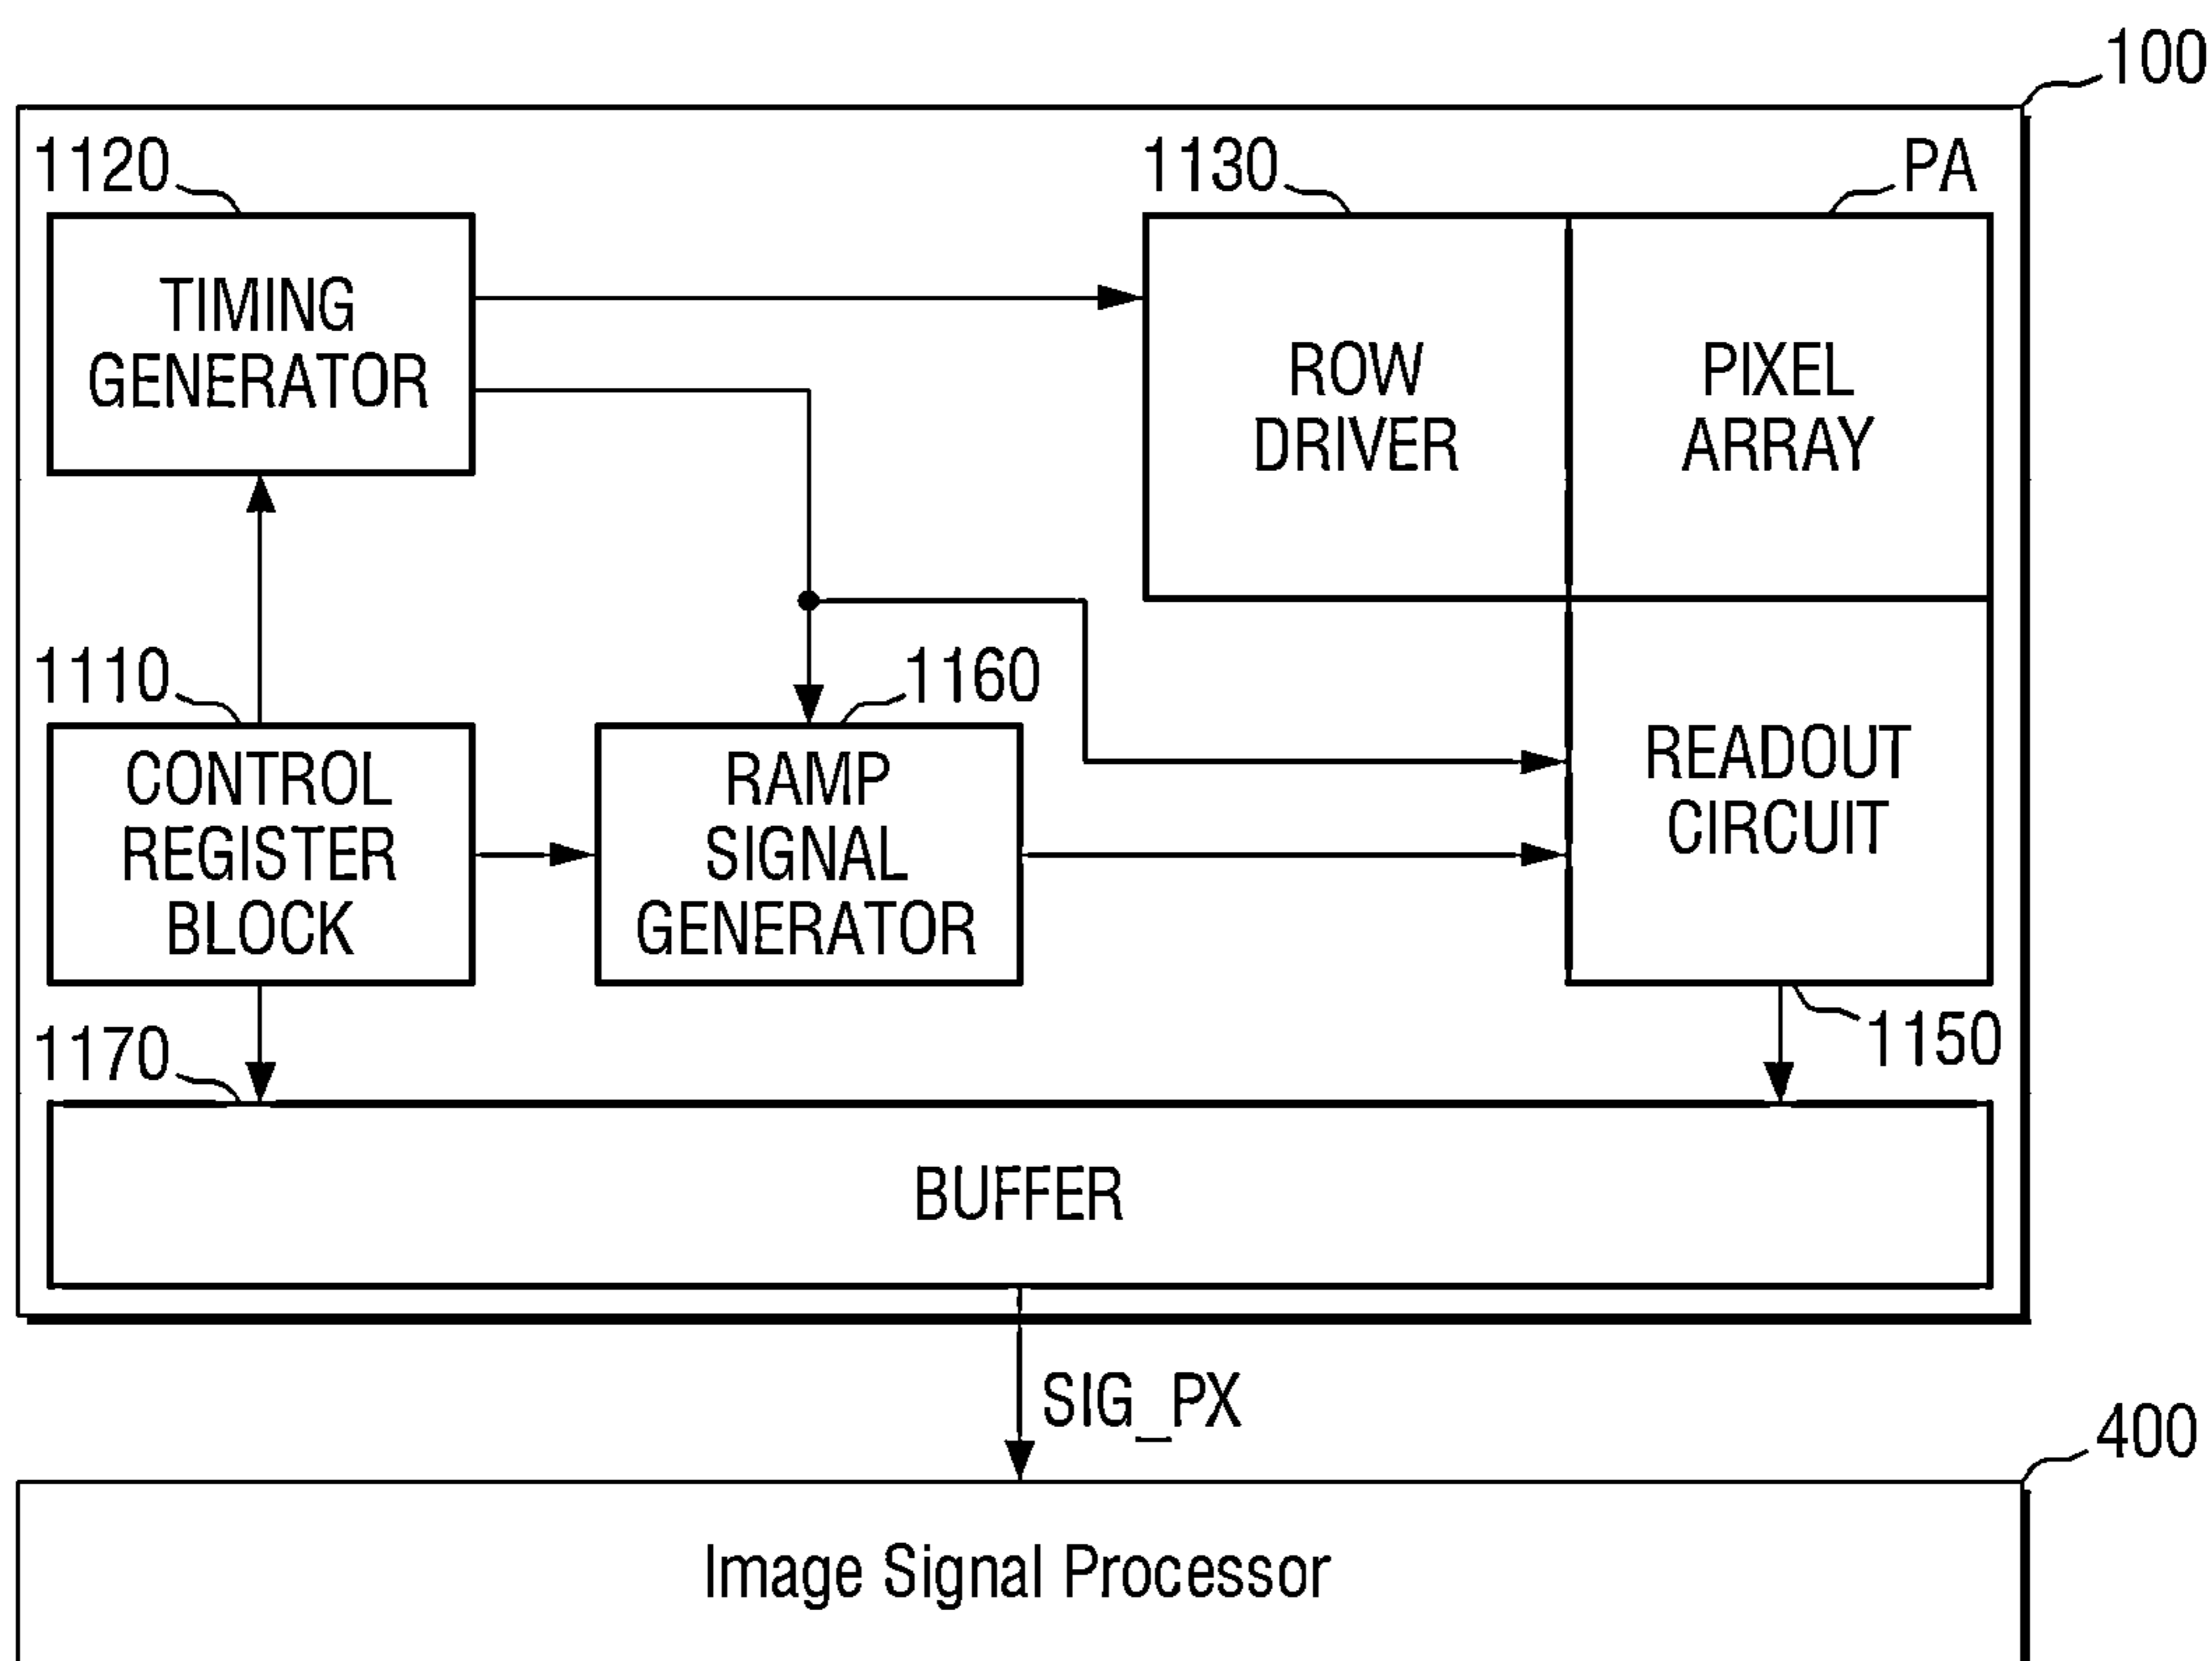 100
1120
1130
PA
TIMING
GENERATOR
ROW
DRIVER
PIXEL
ARRAY
1110
1160
CONTROL
REGISTER
BLOCK
RAMP
SIGNAL
GENERATOR
READOUT
CIRCUIT
1170
1150
BUFFER
SIG_PX
400
Image Signal Processor